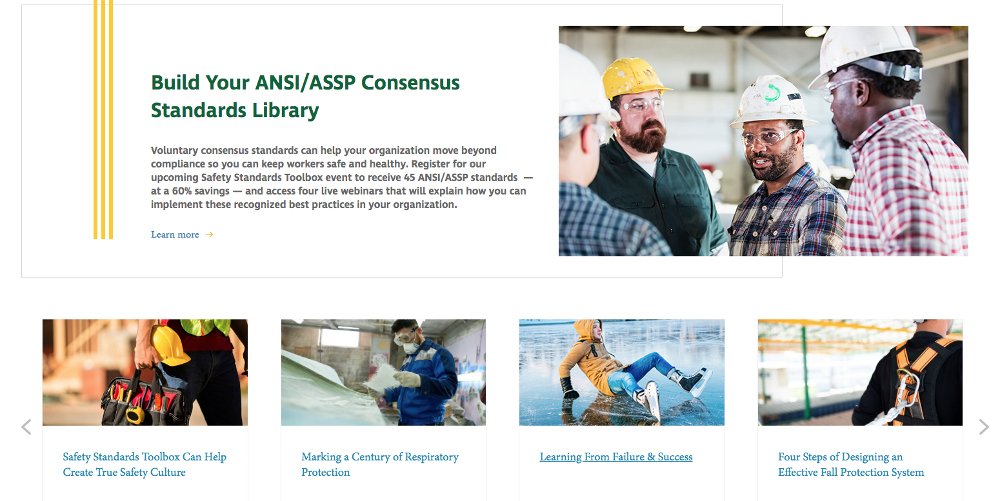 Build Your ANSI/ASSP Consensus
Standards Library
Voluntary consensus standards can help your organization move beyond
compliance so you can keep workers safe and healthy. Register for our
upcoming Safety Standards Toolbox event to receive 45 ANSI/ASSP standards  —
at a 60% savings — and access four live webinars that will explain how you can
implement these recognized best practices in your organization.
Learn more →
Safety Standards Toolbox Can Help
Create True Safety Culture
Marking a Century of Respiratory
Protection
Learning From Failure & Success
Four Steps of Designing an
Effective Fall Protection System